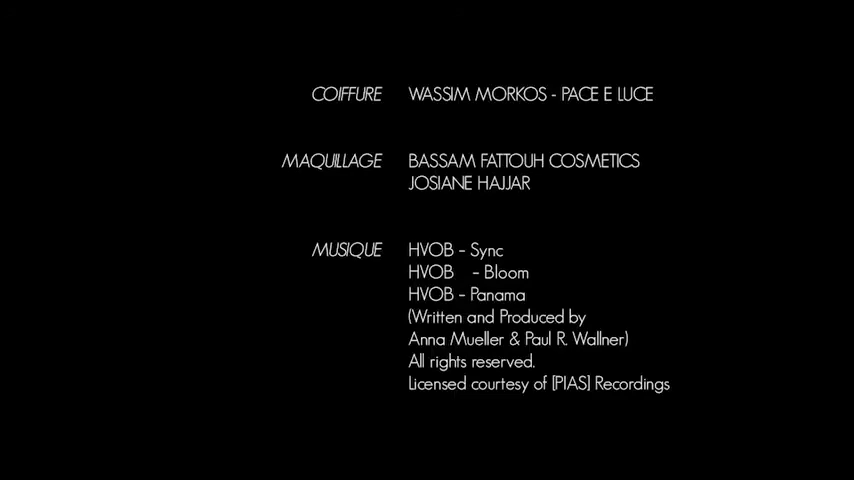 COIFFURE WASSIM MORKOS - PACE E LUCE
MAQUILLAGE BASSAM FATTOUH COSMETICS
JOSIANE HAJJAR
MUSIQUE HVOB – Sync
HVOB – Bloom
HVOB – Panama
(Written and Produced by
Anna Mueller & Paul R. Wallner)
All rights reserved.
Licensed courtesy of [PIAS] Recordings